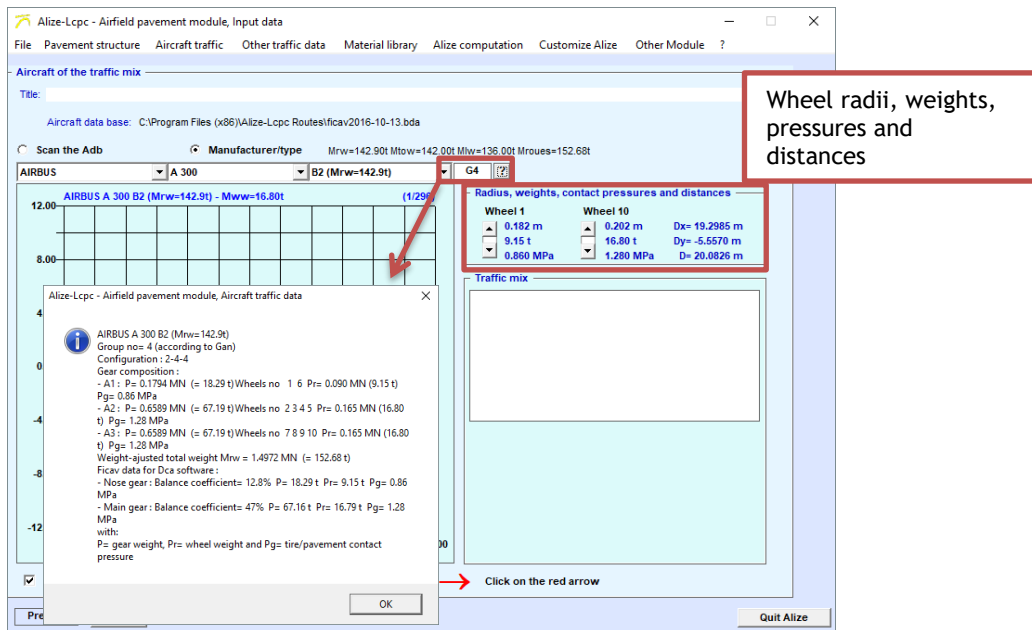 Alize-Lcpc - Airfield pavement module, Input data
File Pavement structure Aircraft traffic Other traffic data Material library Alize computation Customize Alize Other Module ?
Aircraft of the traffic mix
Title:
Aircraft data base: C:\Program Files (x86)\Alize-Lcpc Routes\ficav2016-10-13.bda
Scan the Adb Manufacturer/type Mrw=142.90t Mtow=142.00t Mlw=136.00t Mroues=152.68t
AIRBUS A 300 B2 (Mrw=142.9t) G4 ?
Wheel radii, weights,
pressures and
distances
AIRBUS A 300 B2 (Mrw=142.9t) - Mww=16.80t
12.00
8.00
4
0
-4
-8
-12
00
Radius, weights, contact pressures and distances
Wheel 1 Wheel 10
0.182 m 0.202 m Dx= 19.2985 m
9.15 t 16.80 t Dy= -5.5570 m
0.860 MPa 1.280 MPa D= 20.0826 m
Traffic mix
Alize-Lcpc - Airfield pavement module, Aircraft traffic data
AIRBUS A 300 B2 (Mrw=142.9t)
Group no= 4 (according to Gan)
Configuration : 2-4-4
Gear composition :
- A1 : P= 0.1794 MN (= 18.29 t) Wheels no 1 6 Pr= 0.090 MN (9.15 t)
Pg= 0.86 MPa
- A2 : P= 0.6589 MN (= 67.19 t) Wheels no 2 3 4 5 Pr= 0.165 MN (16.80
t) Pg= 1.28 MPa
- A3 : P= 0.6589 MN (= 67.19 t) Wheels no 7 8 9 10 Pr= 0.165 MN (16.80
t) Pg= 1.28 MPa
Weight-ajusted total weight Mrw = 1.4972 MN (= 152.68 t)
Ficav data for Dca software :
- Nose gear : Balance coefficient= 12.8% P= 18.29 t Pr= 9.15 t Pg= 0.86
MPa
- Main gear : Balance coefficient= 47% P= 67.16 t Pr= 16.79 t Pg= 1.28
MPa
with:
P= gear weight, Pr= wheel weight and Pg= tire/pavement contact
pressure
OK
Click on the red arrow
Pre
Quit Alize